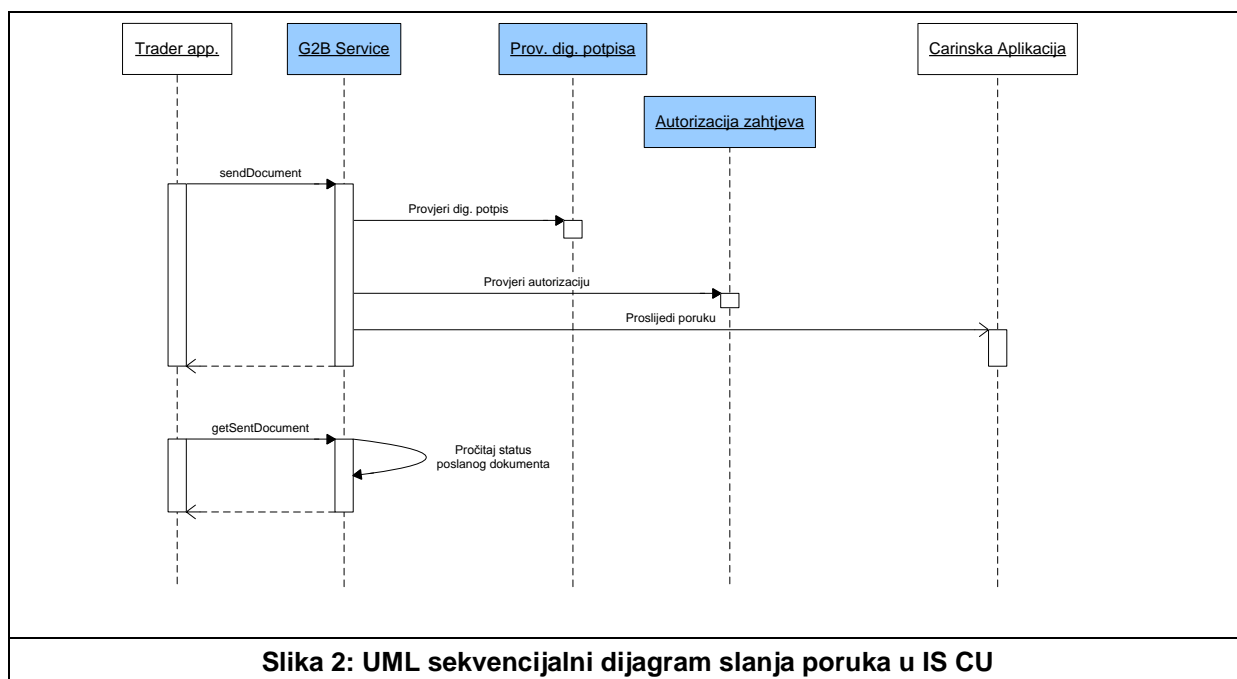 Trader app.
G2B Service
Prov. dig. potpisa
Carinska Aplikacija
Autorizacija zahtjeva
sendDocument
Provjeri dig. potpis
Provjeri autorizaciju
Proslijedi poruku
getSentDocument
Pročitaj status
poslanog dokumenta
Slika 2: UML sekvencijalni dijagram slanja poruka u IS CU